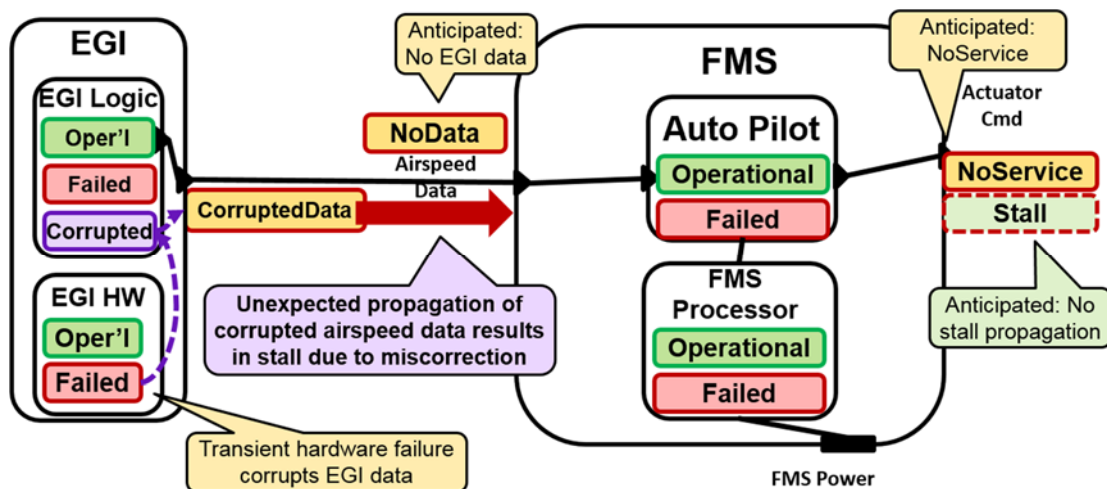 EGI
EGI Logic
Oper'l
Failed
Corrupted
EGI HW
Oper'l
Failed
Transient hardware failure
corrupts EGI data
CorruptedData
Anticipated:
No EGI data
NoData
Airspeed
Data
Unexpected propagation of
corrupted airspeed data results
in stall due to miscorrection
FMS
Auto Pilot
Operational
Failed
FMS
Processor
Operational
Failed
FMS Power
Anticipated:
NoService
Actuator
Cmd
NoService
Stall
Anticipated: No
stall propagation